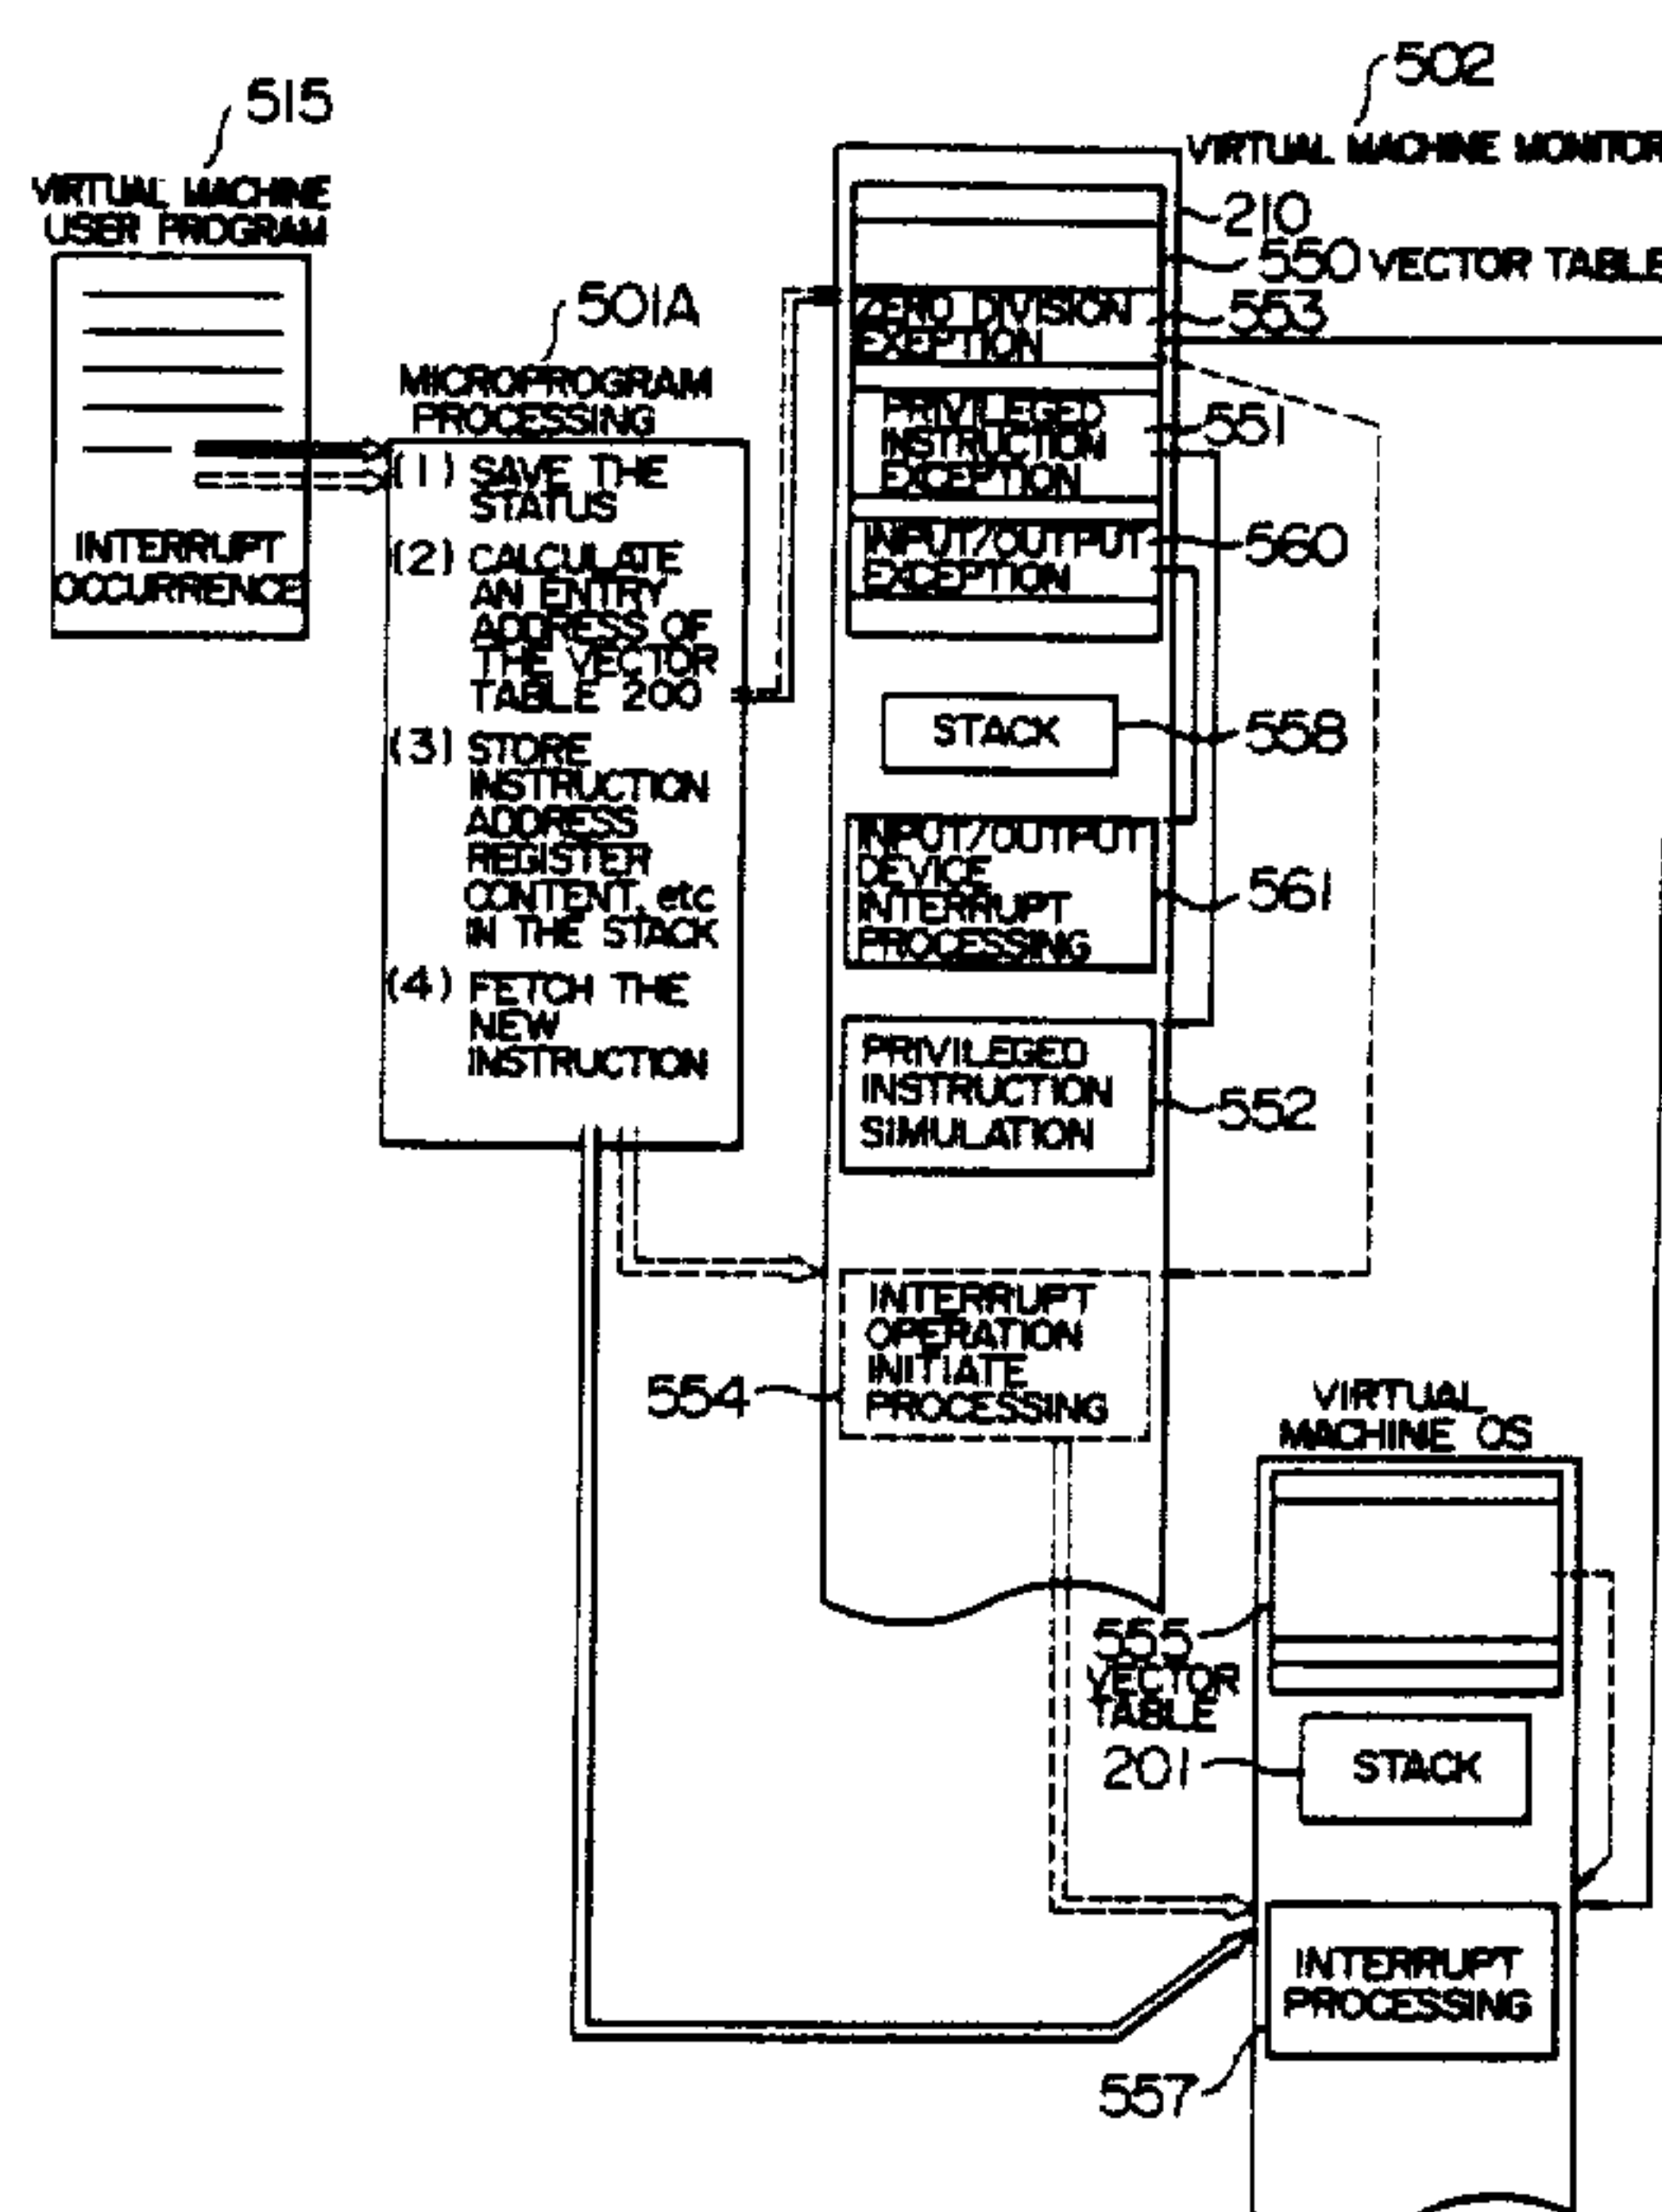 515
VIRTUAL MACHINE
USER PROGRAM
INTERRUPT
OCCURRENCE
501A
MICROPROGRAM
PROCESSING
(1) SAVE THE
STATUS
(2) CALCULATE
AN ENTRY
ADDRESS OF
THE VECTOR
TABLE 200
(3) STORE
INSTRUCTION
ADDRESS
REGISTER
CONTENT, etc
IN THE STACK
(4) FETCH THE
NEW
INSTRUCTION
502
VIRTUAL MACHINE MONITOR
210
550 VECTOR TABLE
ZERO DIVISION
EXEPTION
553
PRIVILEGED
INSTRUCTION
EXCEPTION
551
INPUT/OUTPUT
EXCEPTION
560
STACK
558
INPUT/OUTPUT
DEVICE
INTERRUPT
PROCESSING
561
PRIVILEGED
INSTRUCTION
SIMULATION
552
INTERRUPT
OPERATION
INITIATE
PROCESSING
554
VIRTUAL
MACHINE OS
555
VECTOR
TABLE
201
STACK
INTERRUPT
PROCESSING
557